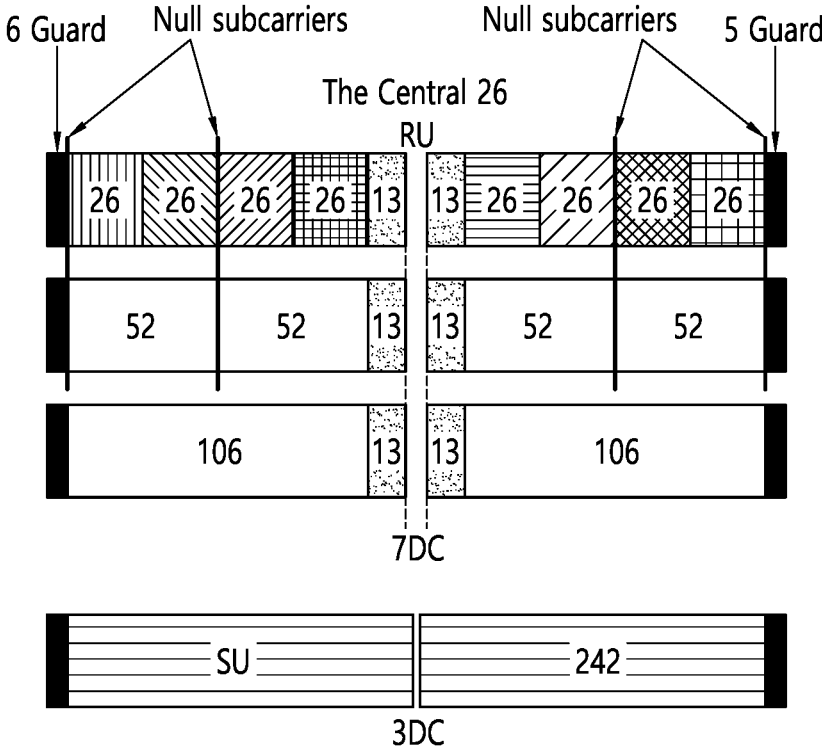 6 Guard
Null subcarriers
Null subcarriers
5 Guard
The Central 26
RU
26 26 26 26 13 13 26 26 26 26
52 52 13 13 52 52
106 13 13 106
7DC
SU 242
3DC